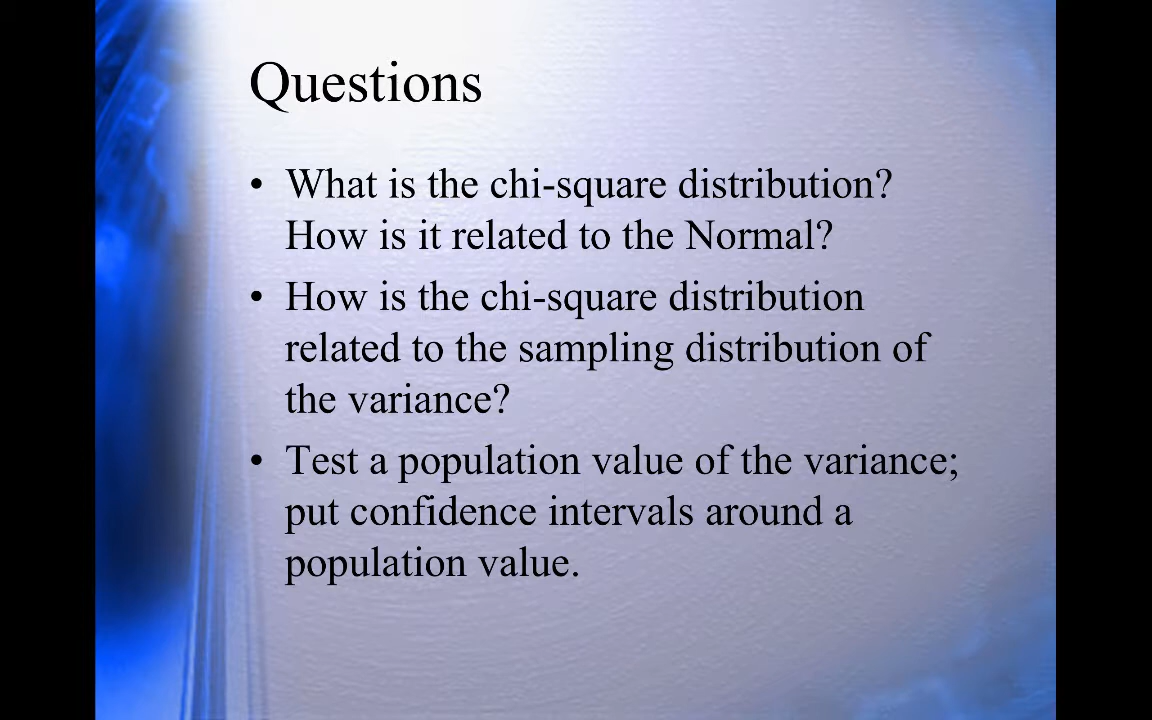 Questions
• What is the chi-square distribution?
How is it related to the Normal?
• How is the chi-square distribution
related to the sampling distribution of
the variance?
• Test a population value of the variance;
put confidence intervals around a
population value.